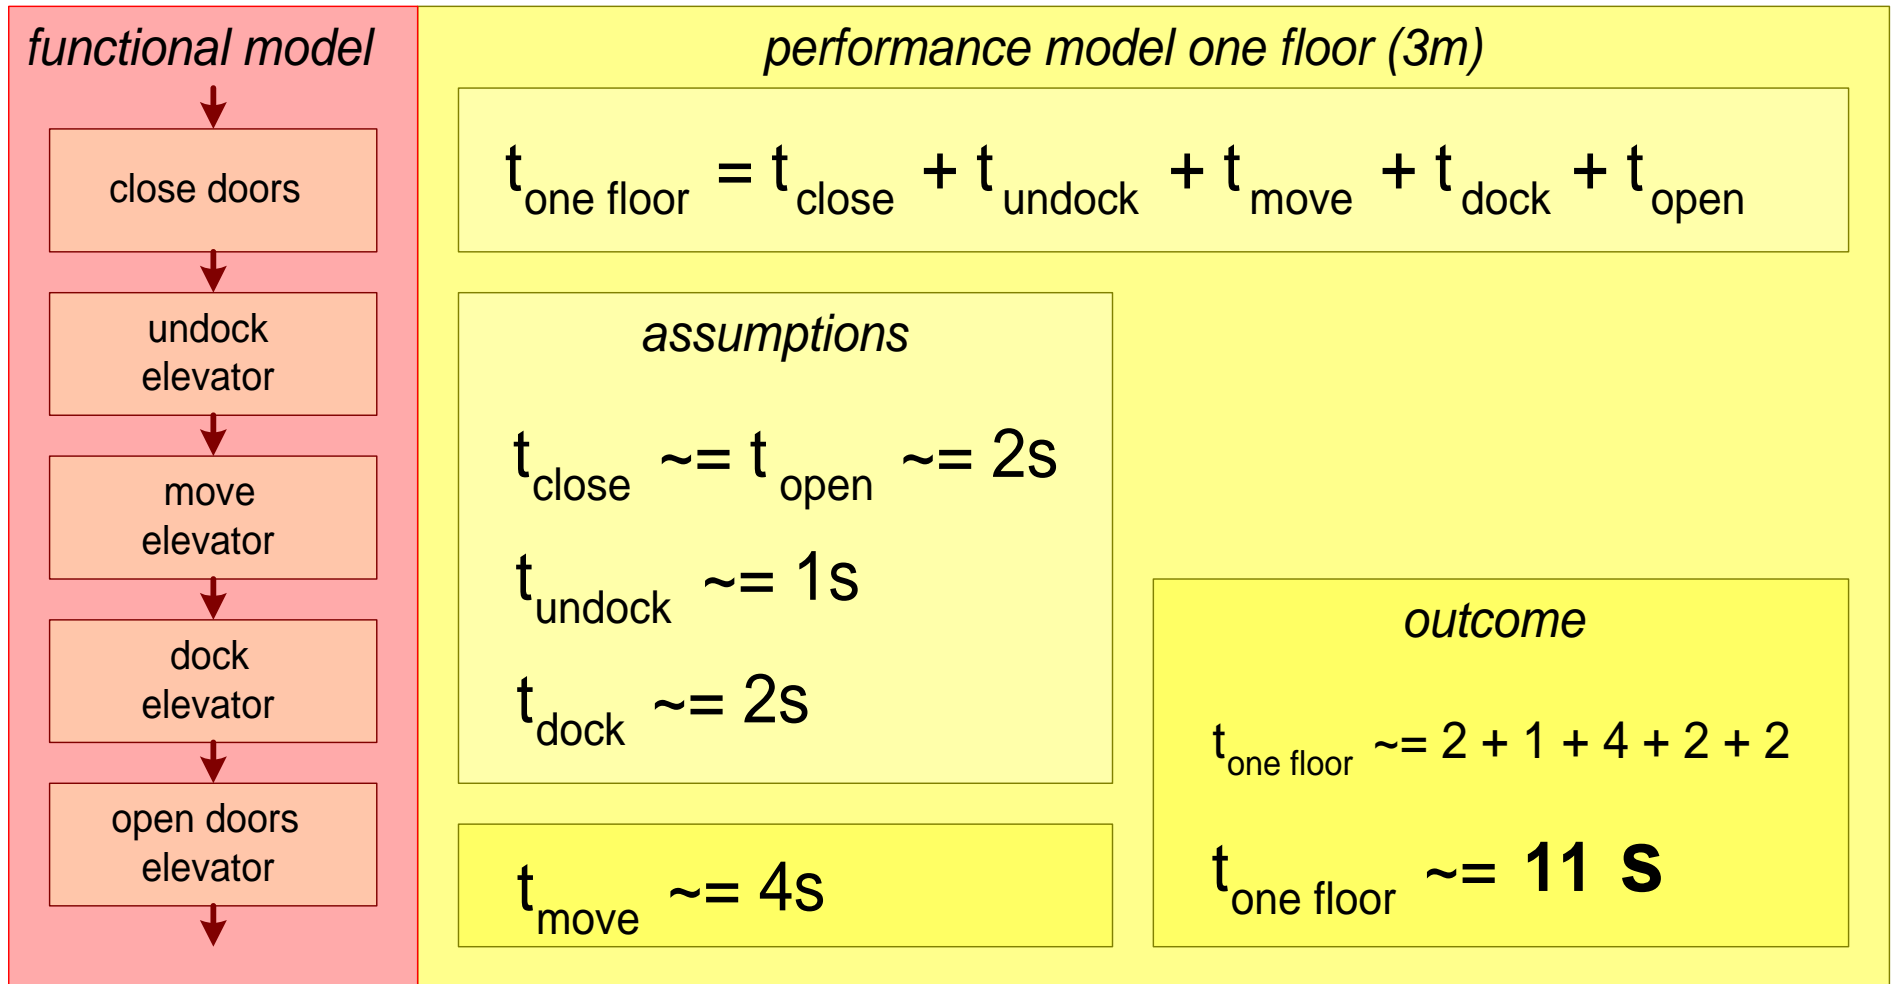 functional model
close doors
undock
elevator
move
elevator
dock
elevator
open doors
elevator
performance model one floor (3m)
t one floor = t close + t undock + t move + t dock + t open
assumptions
t close ~= t open ~= 2s
t undock ~= 1s
t dock ~= 2s
t move ~= 4s
outcome
t one floor ~= 2 + 1 + 4 + 2 + 2
t one floor ~= 11 s